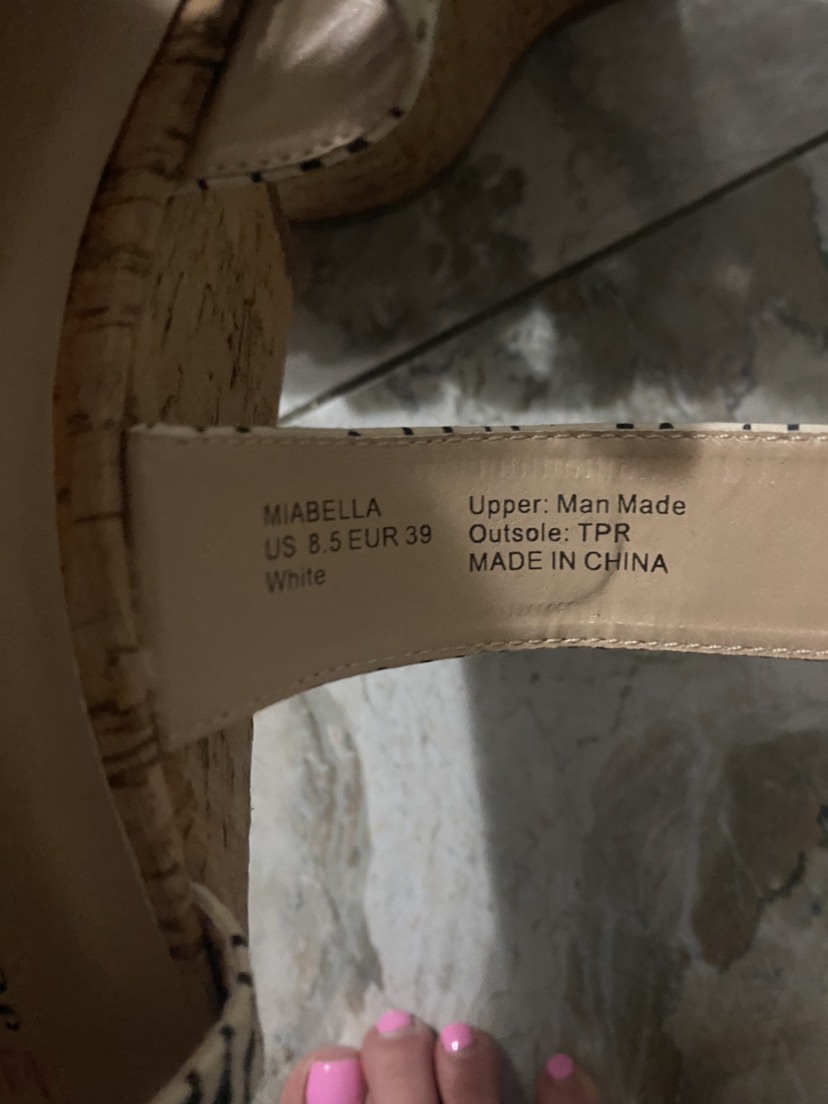 MIABELLA
US 8.5 EUR 39
White
Upper: Man Made
Outsole: TPR
MADE IN CHINA